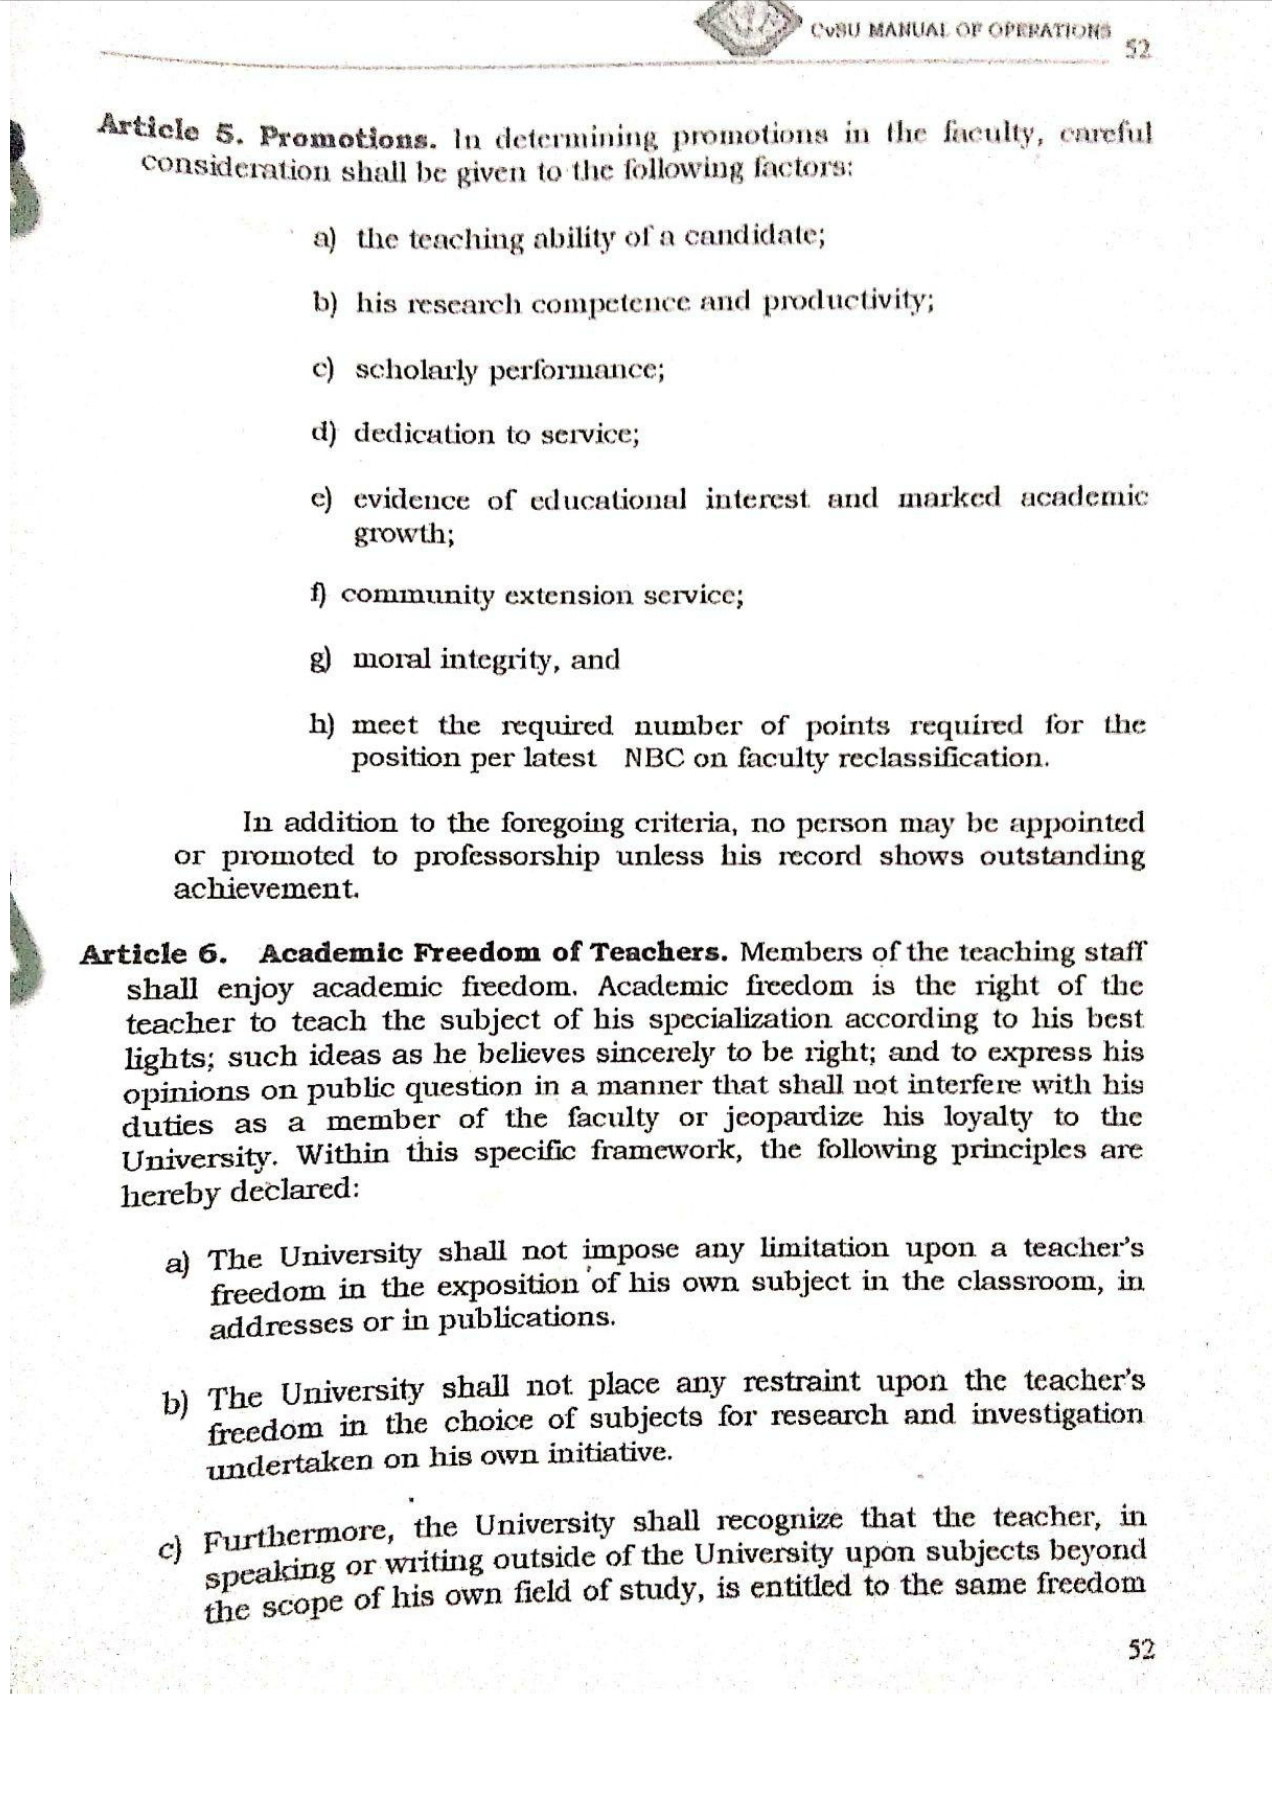 CvSU MANUAL OF OPERATIONS
52
Article 5. Promotions. In determining promotions in the faculty, careful
consideration shall be given to the following factors:
a) the teaching ability of a candidate;
b) his research competence and productivity;
c) scholarly performance;
d) dedication to service;
e) evidence of educational interest and marked academic
growth;
f) community extension service;
g) moral integrity, and
h) meet the required number of points required for the
position per latest NBC on faculty reclassification.
In addition to the foregoing criteria, no person may be appointed
or promoted to professorship unless his record shows outstanding
achievement.
Article 6. Academic Freedom of Teachers. Members of the teaching staff
shall enjoy academic freedom. Academic freedom is the right of the
teacher to teach the subject of his specialization according to his best
lights; such ideas as he believes sincerely to be right; and to express his
opinions on public question in a manner that shall not interfere with his
duties as a member of the faculty or jeopardize his loyalty to the
University. Within this specific framework, the following principles are
hereby declared:
a) The University shall not impose any limitation upon a teacher's
freedom in the exposition of his own subject in the classroom, in
addresses or in publications.
b) The University shall not place any restraint upon the teacher's
freedom in the choice of subjects for research and investigation
undertaken on his own initiative.
c) Furthermore, the University shall recognize that the teacher, in
speaking or writing outside of the University upon subjects beyond
the scope of his own field of study, is entitled to the same freedom
52